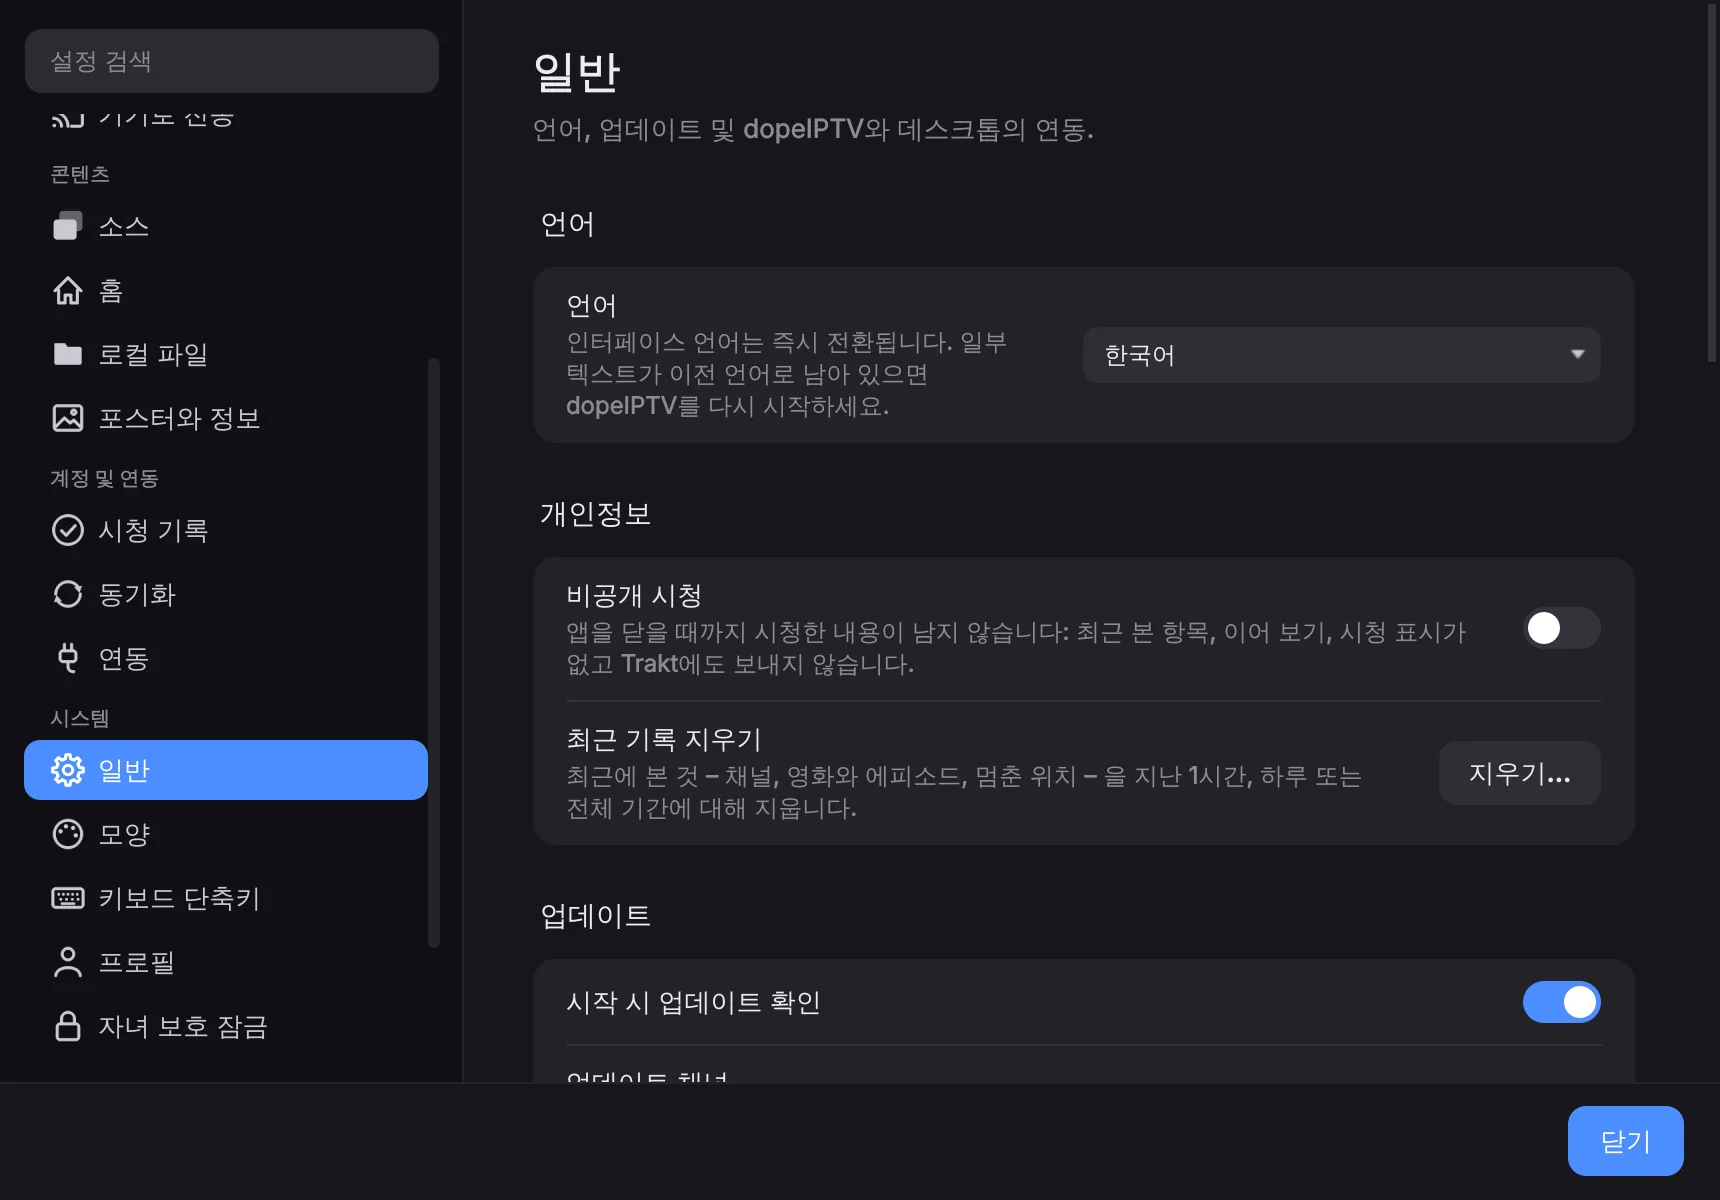 설정 검색
기기로 전송
콘텐츠
소스
홈
로컬 파일
포스터와 정보
계정 및 연동
시청 기록
동기화
연동
시스템
일반
모양
키보드 단축키
프로필
자녀 보호 잠금
일반
언어, 업데이트 및 dopeIPTV와 데스크톱의 연동.
언어
언어
인터페이스 언어는 즉시 전환됩니다. 일부
텍스트가 이전 언어로 남아 있으면
dopeIPTV를 다시 시작하세요.
한국어
개인정보
비공개 시청
앱을 닫을 때까지 시청한 내용이 남지 않습니다: 최근 본 항목, 이어 보기, 시청 표시가
없고 Trakt에도 보내지 않습니다.
최근 기록 지우기
최근에 본 것 – 채널, 영화와 에피소드, 멈춘 위치 – 을 지난 1시간, 하루 또는
전체 기간에 대해 지웁니다.
지우기...
업데이트
시작 시 업데이트 확인
업데이트 채널
닫기